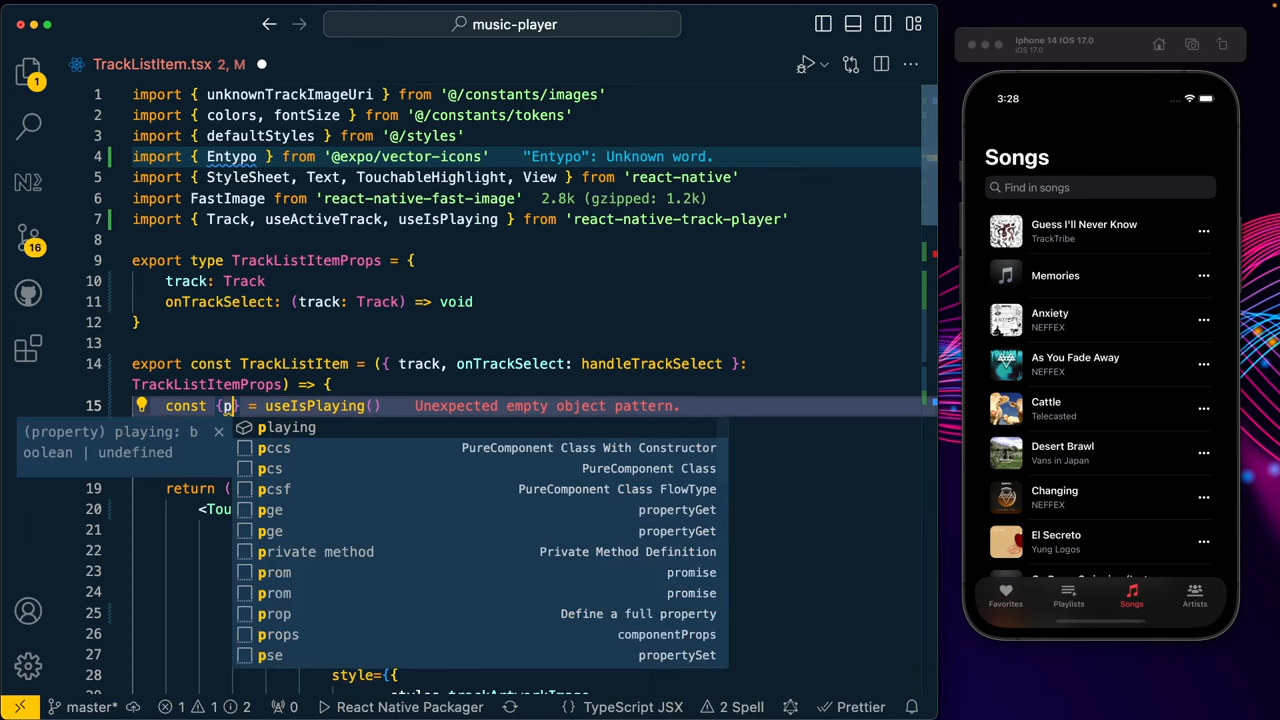 music-player
TrackListItem.tsx 2, M
1 import { unknownTrackImageUri } from '@/constants/images'
2 import { colors, fontSize } from '@/constants/tokens'
3 import { defaultStyles } from '@/styles'
4 import { Entypo } from '@expo/vector-icons' "Entypo": Unknown word.
5 import { StyleSheet, Text, TouchableHighlight, View } from 'react-native'
6 import FastImage from 'react-native-fast-image' 2.8k (gzipped: 1.2k)
7 import { Track, useActiveTrack, useIsPlaying } from 'react-native-track-player'
8
9 export type TrackListItemProps = {
10 track: Track
11 onTrackSelect: (track: Track) => void
12 }
13
14 export const TrackListItem = ({ track, onTrackSelect: handleTrackSelect }:
TrackListItemProps) => {
15 const {p} = useIsPlaying() Unexpected empty object pattern.
(property) playing: b
oolean | undefined
playing
pccs PureComponent Class With Constructor
pcs PureComponent Class
pcsf PureComponent Class FlowType
pge propertyGet
pge propertyGet
private method Private Method Definition
prom promise
prom promise
prop Define a full property
props componentProps
pse propertySet
19 return (
20 <Tou
21
22
23
24
25
26
27
28 style={{
1
16
master* 1 1 2 0 React Native Packager TypeScript JSX 2 Spell Prettier
Iphone 14 IOS 17.0
iOS 17.0
3:28
Songs
Find in songs
Guess I'll Never Know
TrackTribe
Memories
Anxiety
NEFFEX
As You Fade Away
NEFFEX
Cattle
Telecasted
Desert Brawl
Vans in Japan
Changing
NEFFEX
El Secreto
Yung Logos
Favorites
Playlists
Songs
Artists